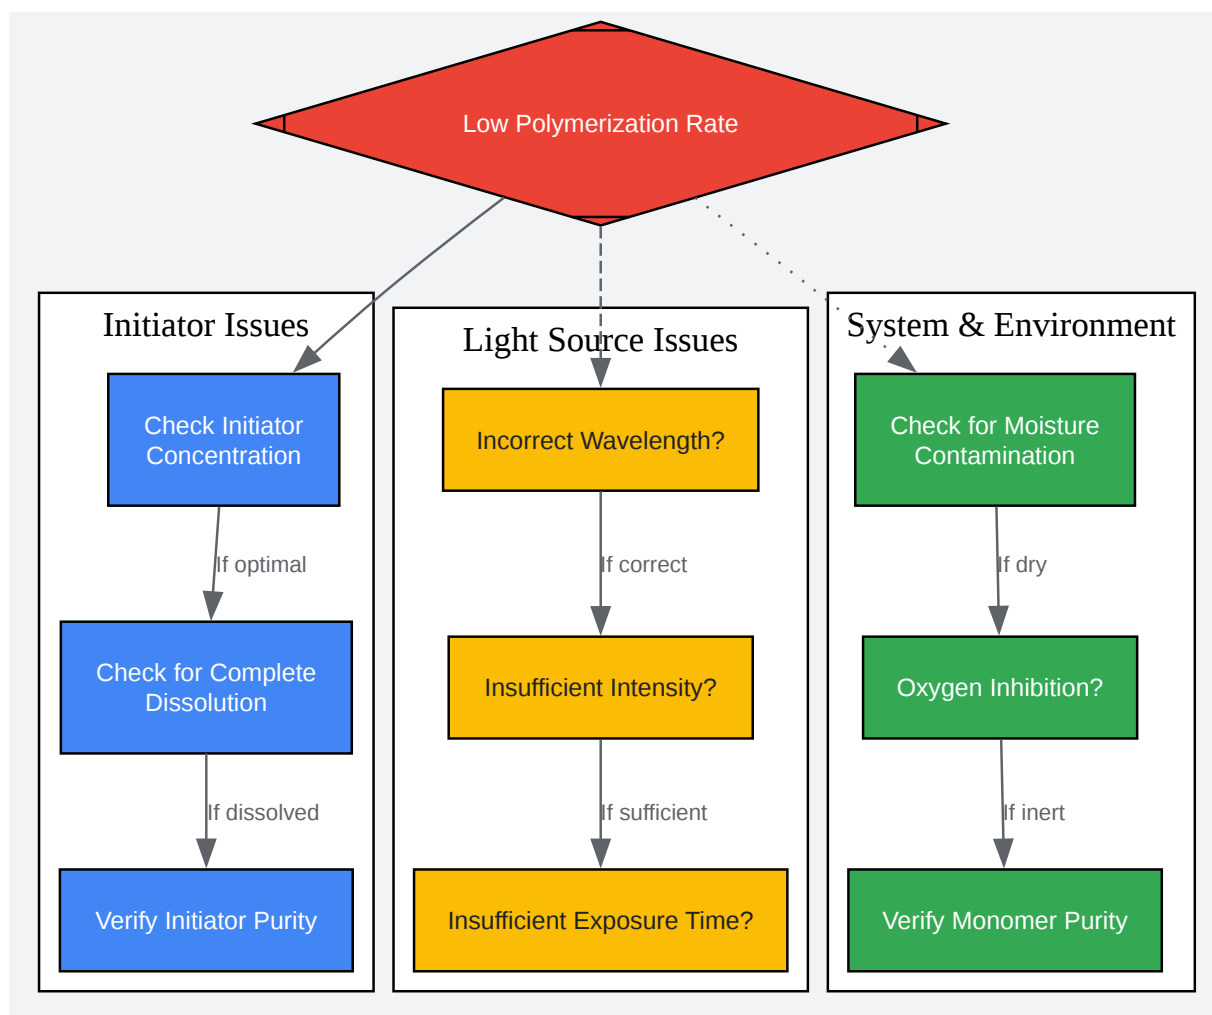 Low Polymerization Rate
Initiator Issues
Check Initiator
Concentration
If optimal
Check for Complete
Dissolution
If dissolved
Verify Initiator Purity
Light Source Issues
Incorrect Wavelength?
If correct
Insufficient Intensity?
If sufficient
Insufficient Exposure Time?
System & Environment
Check for Moisture
Contamination
If dry
Oxygen Inhibition?
If inert
Verify Monomer Purity